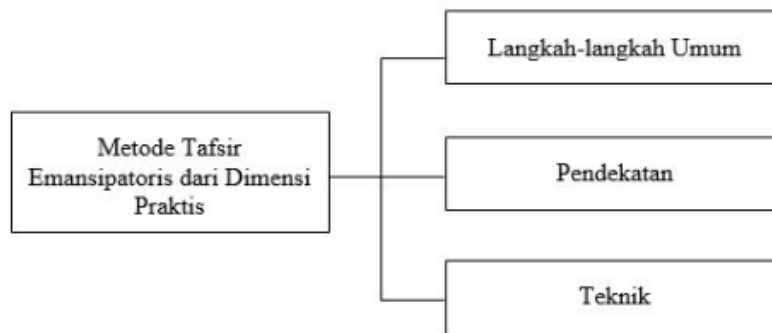 Metode Tafsir
Emansipatoris dari Dimensi
Praktis
Langkah-langkah Umum
Pendekatan
Teknik